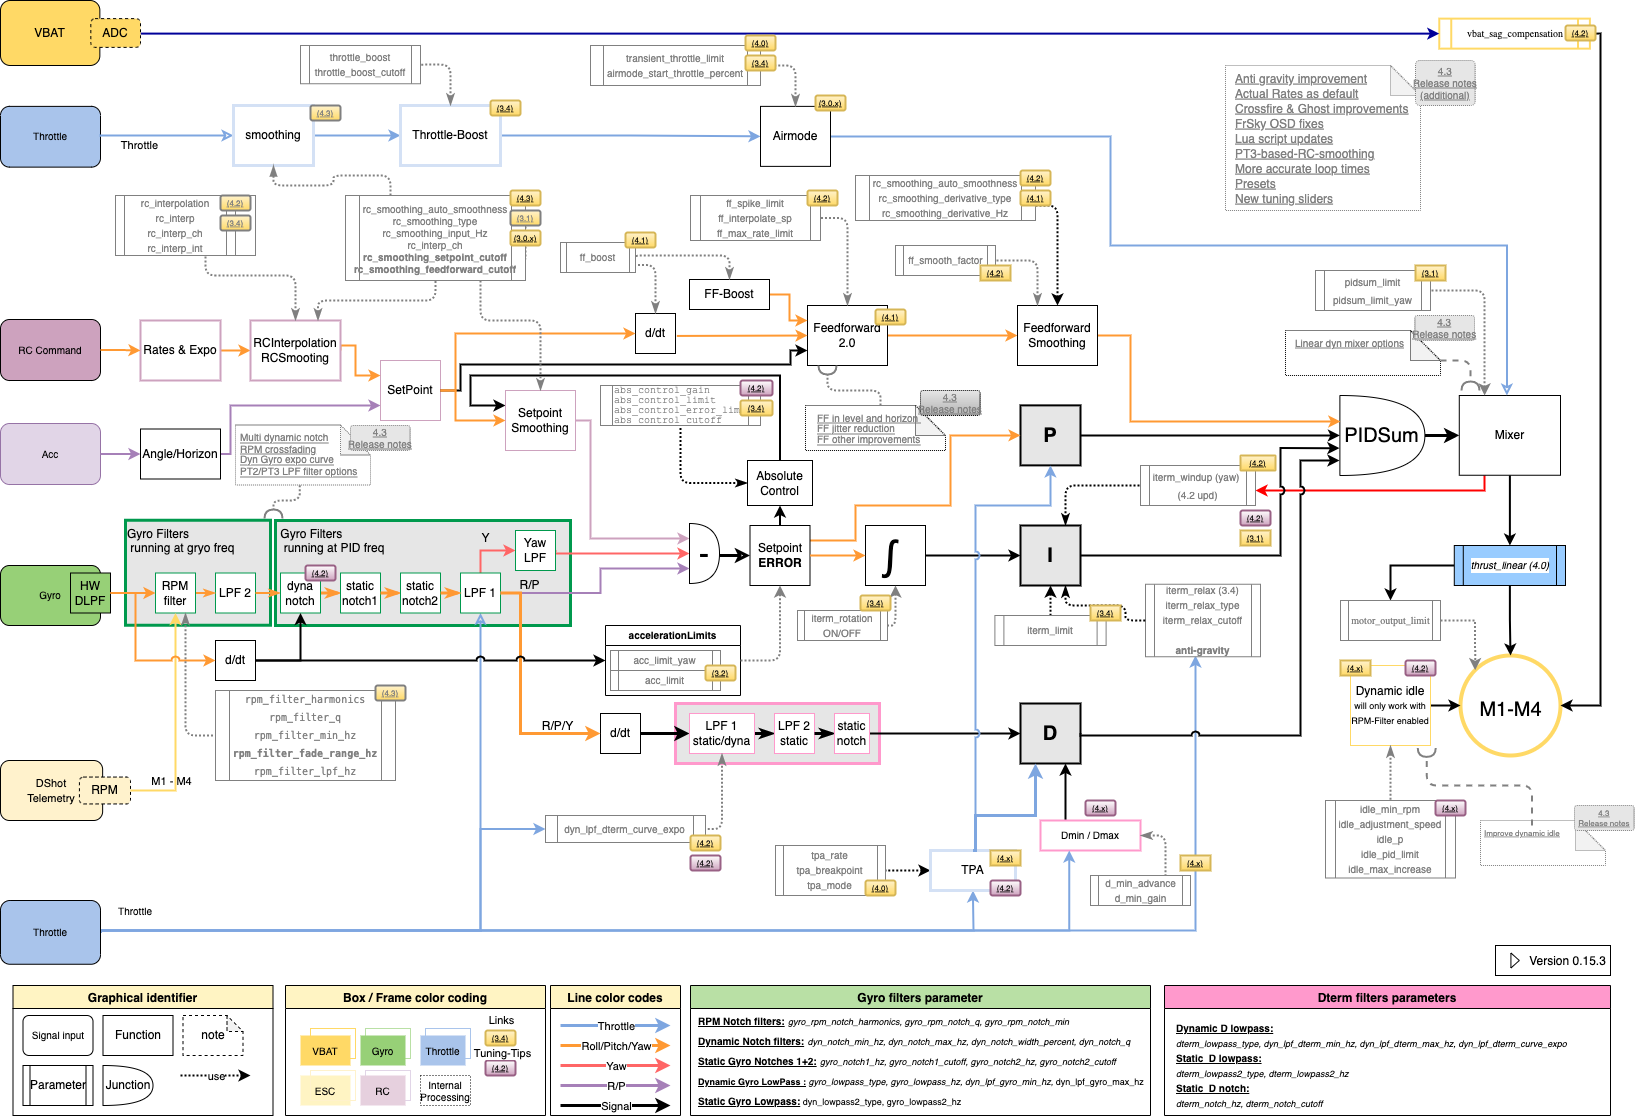 VBAT
ADC
vbat_sag_compensation
(4.2)
throttle_boost
throttle_boost_cutoff
transient_throttle_limit
airmode_start_throttle_percent
(4.0)
(3.4)
Anti gravity improvement
Actual Rates as default
Crossfire & Ghost improvements
FrSky OSD fixes
Lua script updates
PT3-based-RC-smoothing
More accurate loop times
Presets
New tuning sliders
4.3
Release notes
(additional)
Throttle
Throttle
smoothing
(4.3)
Throttle-Boost
(3.4)
Airmode
(3.0.x)
rc_interpolation
rc_interp
rc_interp_ch
rc_interp_int
(4.2)
(3.4)
rc_smoothing_auto_smoothness
rc_smoothing_type
rc_smoothing_input_Hz
rc_interp_ch
rc_smoothing_setpoint_cutoff
rc_smoothing_feedforward_cutoff
(4.3)
(3.1)
(3.0.x)
ff_boost
(4.1)
ff_spike_limit
ff_interpolate_sp
ff_max_rate_limit
(4.2)
rc_smoothing_auto_smoothness
rc_smoothing_derivative_type
rc_smoothing_derivative_Hz
(4.2)
(4.1)
ff_smooth_factor
(4.2)
pidsum_limit
pidsum_limit_yaw
(3.1)
Linear dyn mixer options
4.3
Release notes
FF-Boost
RC Command
Rates & Expo
RCInterpolation
RCSmooting
SetPoint
d/dt
Feedforward
2.0
(4.1)
Feedforward
Smoothing
Setpoint
Smoothing
abs_control_gain
abs_control_limit
abs_control_error_lim
abs_control_cutoff
(4.2)
(3.4)
FF in level and horizon
FF jitter reduction
FF other improvements
4.3
Release notes
P
PIDSum
Mixer
Acc
Angle/Horizon
Multi dynamic notch
RPM crossfading
Dyn Gyro expo curve
PT2/PT3 LPF filter options
4.3
Release notes
Absolute
Control
iterm_windup (yaw)
(4.2 upd)
(4.2)
(4.2)
(3.1)
Gyro Filters
running at gryo freq
Gyro Filters
running at PID freq
Y
Yaw
LPF
R/P
-
Setpoint
ERROR
∫
I
thrust_linear (4.0)
Gyro
HW
DLPF
RPM
filter
LPF 2
dyna
notch
(4.2)
static
notch1
static
notch2
LPF 1
iterm_rotation
ON/OFF
(3.4)
iterm_limit
(3.4)
iterm_relax (3.4)
iterm_relax_type
iterm_relax_cutoff
anti-gravity
motor_output_limit
d/dt
accelerationLimits
acc_limit_yaw
acc_limit
(3.2)
(4.x)
(4.2)
Dynamic idle
will only work with
RPM-Filter enabled
M1-M4
rpm_filter_harmonics
rpm_filter_q
rpm_filter_min_hz
rpm_filter_fade_range_hz
rpm_filter_lpf_hz
(4.3)
R/P/Y
d/dt
LPF 1
static/dyna
LPF 2
static
static
notch
D
DShot
Telemetry
RPM
M1 - M4
dyn_lpf_dterm_curve_expo
(4.2)
(4.2)
(4.x)
Dmin / Dmax
d_min_advance
d_min_gain
(4.x)
tpa_rate
tpa_breakpoint
tpa_mode
(4.0)
TPA
(4.x)
(4.2)
idle_min_rpm
idle_adjustment_speed
idle_p
idle_pid_limit
idle_max_increase
(4.x)
Improve dynamic idle
4.3
Release notes
Throttle
Throttle
Version 0.15.3
Graphical identifier
Signal input
Function
note
Parameter
Junction
use
Box / Frame color coding
VBAT
Gyro
Throttle
ESC
RC
Internal
Processing
Links
(3.4)
Tuning-Tips
(4.2)
Line color codes
Throttle
Roll/Pitch/Yaw
Yaw
R/P
Signal
Gyro filters parameter
RPM Notch filters: gyro_rpm_notch_harmonics, gyro_rpm_notch_q, gyro_rpm_notch_min
Dynamic Notch filters: dyn_notch_min_hz, dyn_notch_max_hz, dyn_notch_width_percent, dyn_notch_q
Static Gyro Notches 1+2: gyro_notch1_hz, gyro_notch1_cutoff, gyro_notch2_hz, gyro_notch2_cutoff
Dynamic Gyro LowPass : gyro_lowpass_type, gyro_lowpass_hz, dyn_lpf_gyro_min_hz, dyn_lpf_gyro_max_hz
Static Gyro Lowpass: dyn_lowpass2_type, gyro_lowpass2_hz
Dterm filters parameters
Dynamic D lowpass:
dterm_lowpass_type, dyn_lpf_dterm_min_hz, dyn_lpf_dterm_max_hz, dyn_lpf_dterm_curve_expo
Static_D lowpass:
dterm_lowpass2_type, dterm_lowpass2_hz
Static_D notch:
dterm_notch_hz, dterm_notch_cutoff